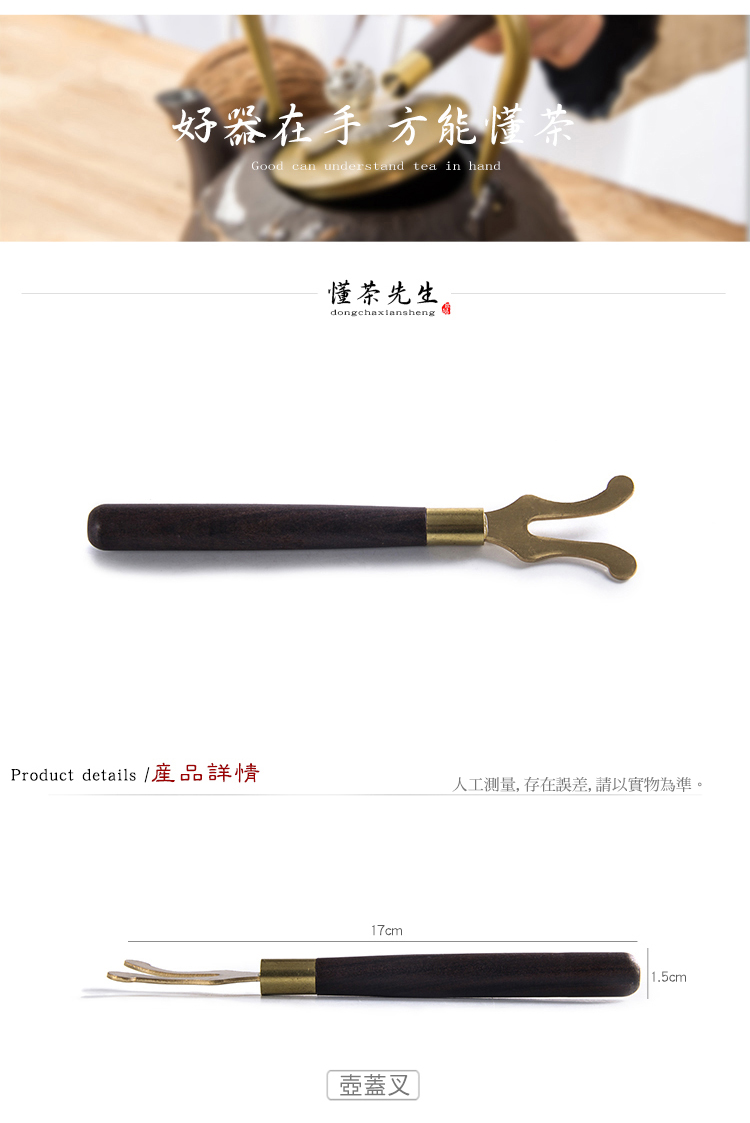 好器在手 方能懂茶
Good can understand tea in hand
懂茶先生
dongchaxiansheng
Product details /産品詳情
人工測量,存在誤差,請以實物為準。
17cm
1.5cm
壺蓋叉